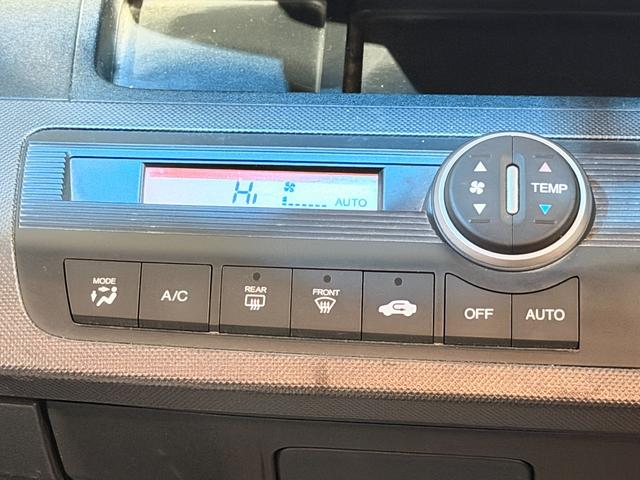 Hi
AUTO
TEMP
MODE
A/C
REAR
FRONT
OFF
AUTO